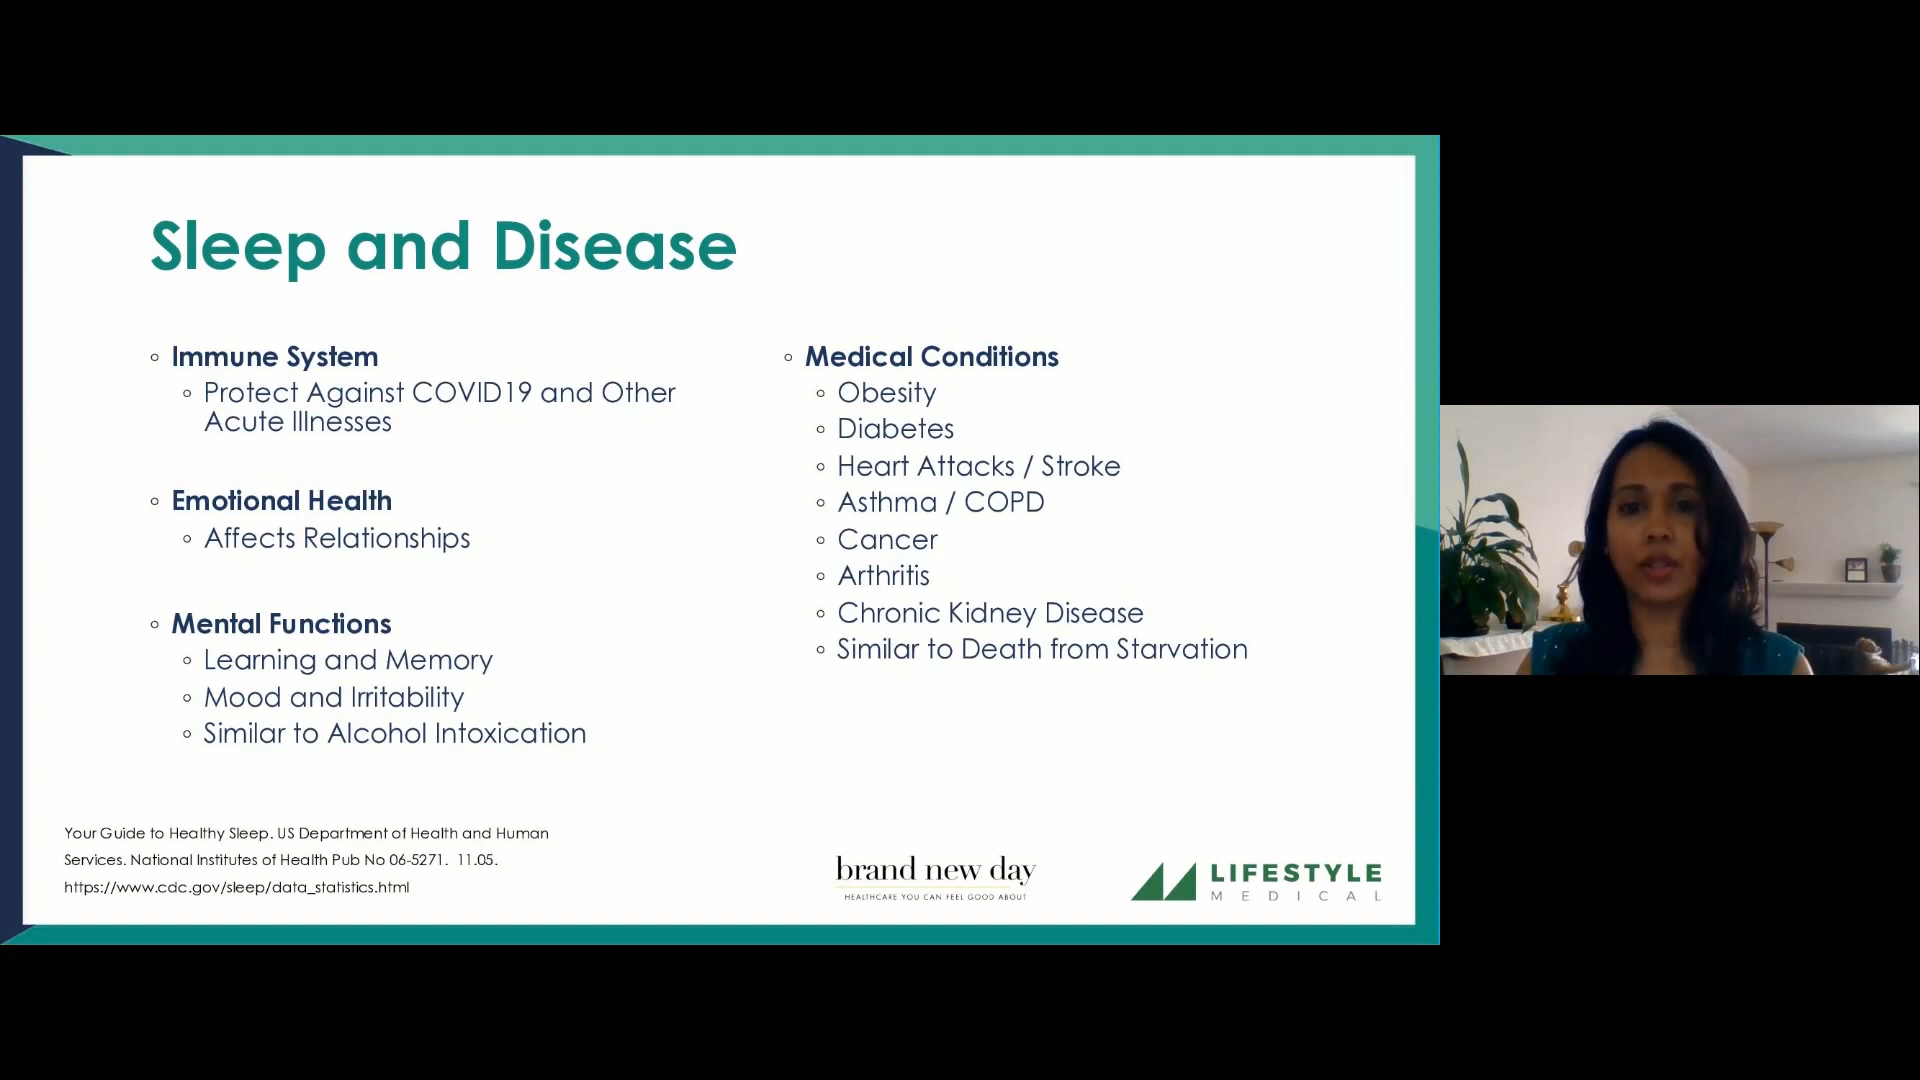 Sleep and Disease
Immune System
Protect Against COVID19 and Other
Acute Illnesses
Emotional Health
Affects Relationships
Mental Functions
Learning and Memory
Mood and Irritability
Similar to Alcohol Intoxication
Medical Conditions
Obesity
Diabetes
Heart Attacks / Stroke
Asthma / COPD
Cancer
Arthritis
Chronic Kidney Disease
Similar to Death from Starvation
Your Guide to Healthy Sleep. US Department of Health and Human
Services. National Institutes of Health Pub No 06-5271. 11.05.
https://www.cdc.gov/sleep/data_statistics.html
brand new day
HEALTHCARE YOU CAN FEEL GOOD ABOUT
LIFESTYLE
MEDICAL